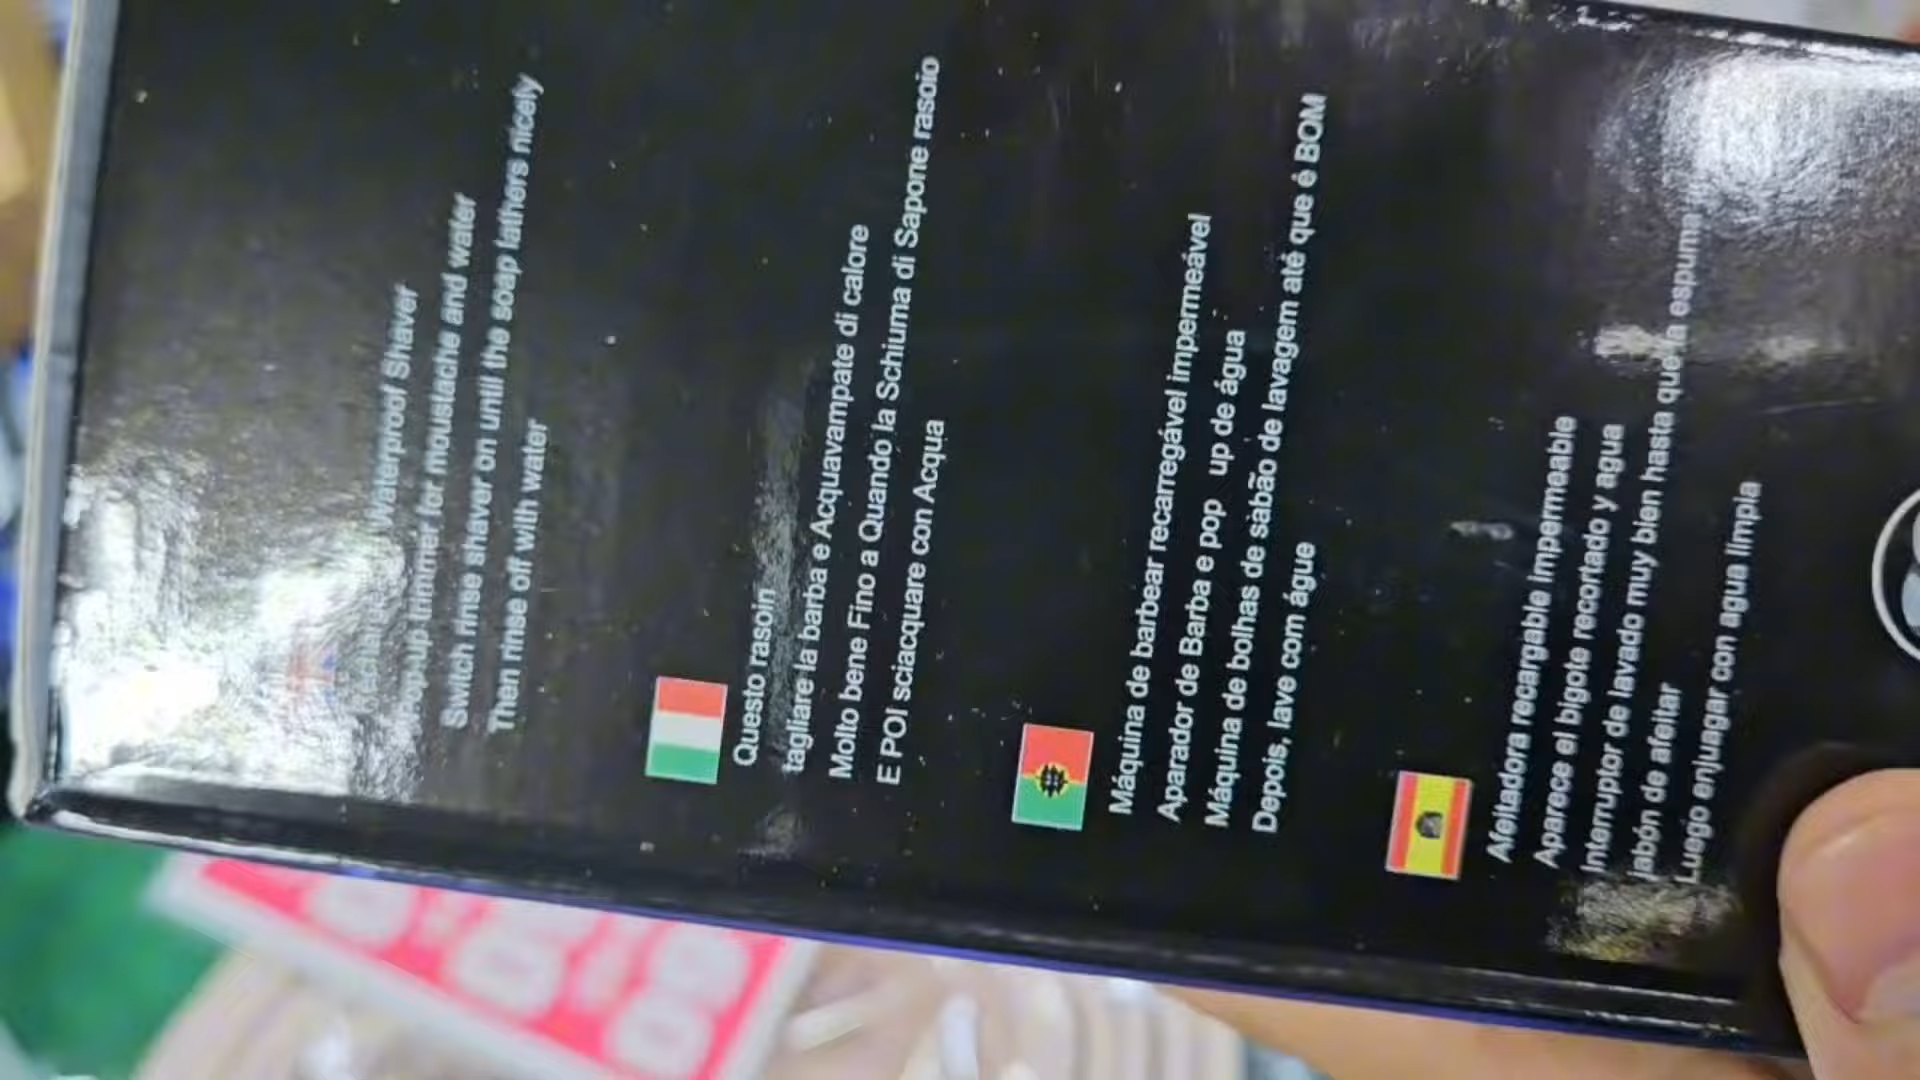 Rechargeable Waterproof Shaver
Pop-up trimmer for moustache and water
Switch rinse shaver on until the soap lathers nicely
Then rinse off with water
Questo rasoin
tagliare la barba e Acquavampate di calore
Molto bene Fino a Quando la Schiuma di Sapone rasoio
E POI sciacquare con Acqua
Máquina de barbear recarregável impermeável
Aparador de Barba e pop up de água
Máquina de bolhas de sabão de lavagem até que é BOM
Depois, lave com águe
Afeitadora recargable impermeable
Aparece el bigote recortado y agua
Interruptor de lavado muy bien hasta que la espuma
jabón de afeitar
Luego enjuagar con agua limpia